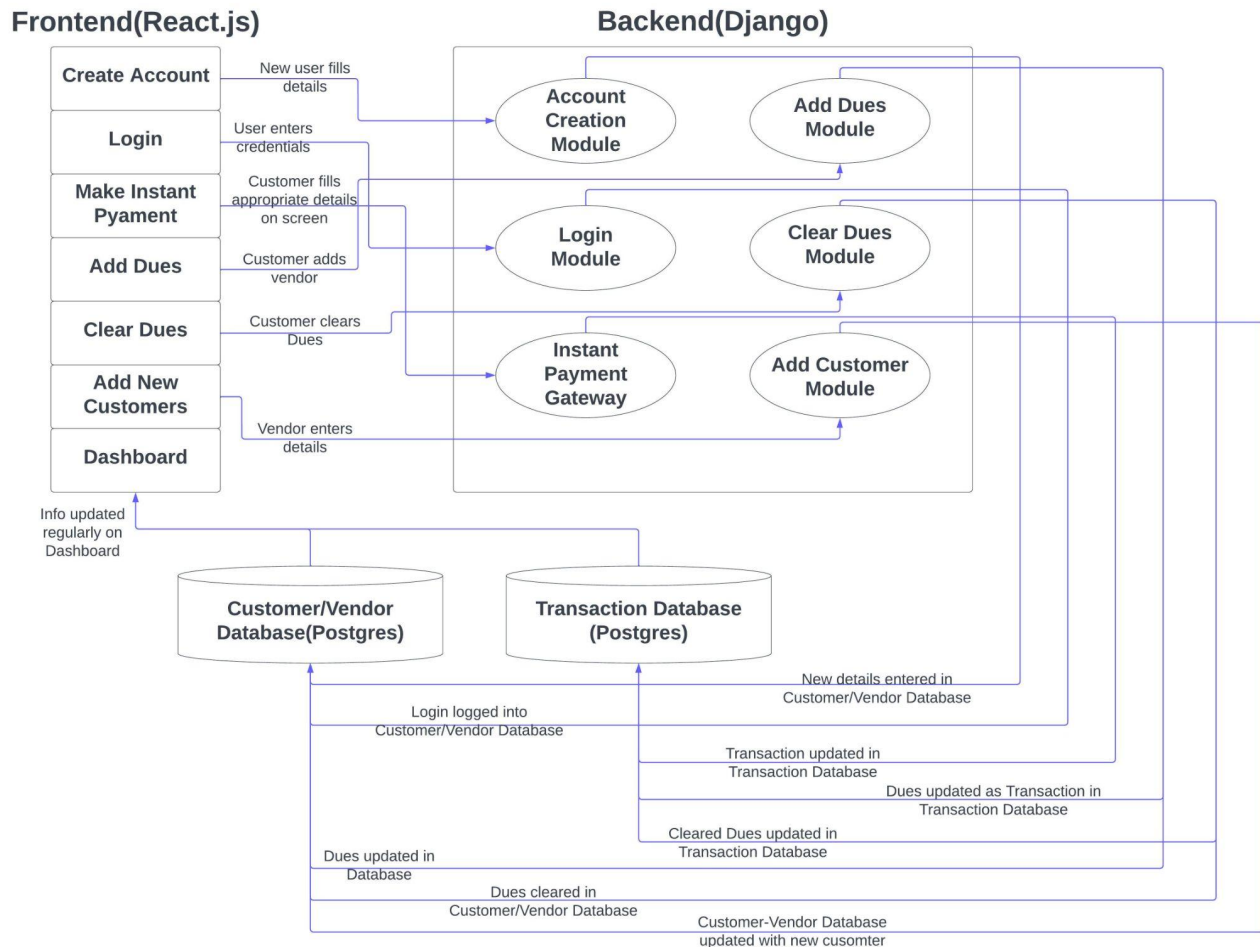 Frontend(React.js)
Backend(Django)
Create Account
Login
Make Instant
Pyament
Add Dues
Clear Dues
Add New
Customers
Dashboard
New user fills
details
User enters
credentials
Customer fills
appropriate details
on screen
Customer adds
vendor
Customer clears
Dues
Vendor enters
details
Account
Creation
Module
Add Dues
Module
Login
Module
Clear Dues
Module
Instant
Payment
Gateway
Add Customer
Module
Info updated
regularly on
Dashboard
Customer/Vendor
Database(Postgres)
Transaction Database
(Postgres)
New details entered in
Customer/Vendor Database
Login logged into
Customer/Vendor Database
Transaction updated in
Transaction Database
Dues updated as Transaction in
Transaction Database
Cleared Dues updated in
Transaction Database
Dues updated in
Database
Dues cleared in
Customer/Vendor Database
Customer-Vendor Database
updated with new cusomter